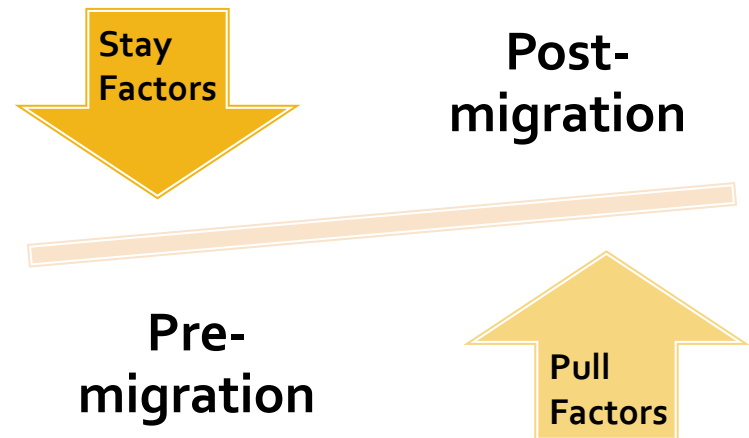 Stay
Factors
Post-
migration
Pre-
migration
Pull
Factors